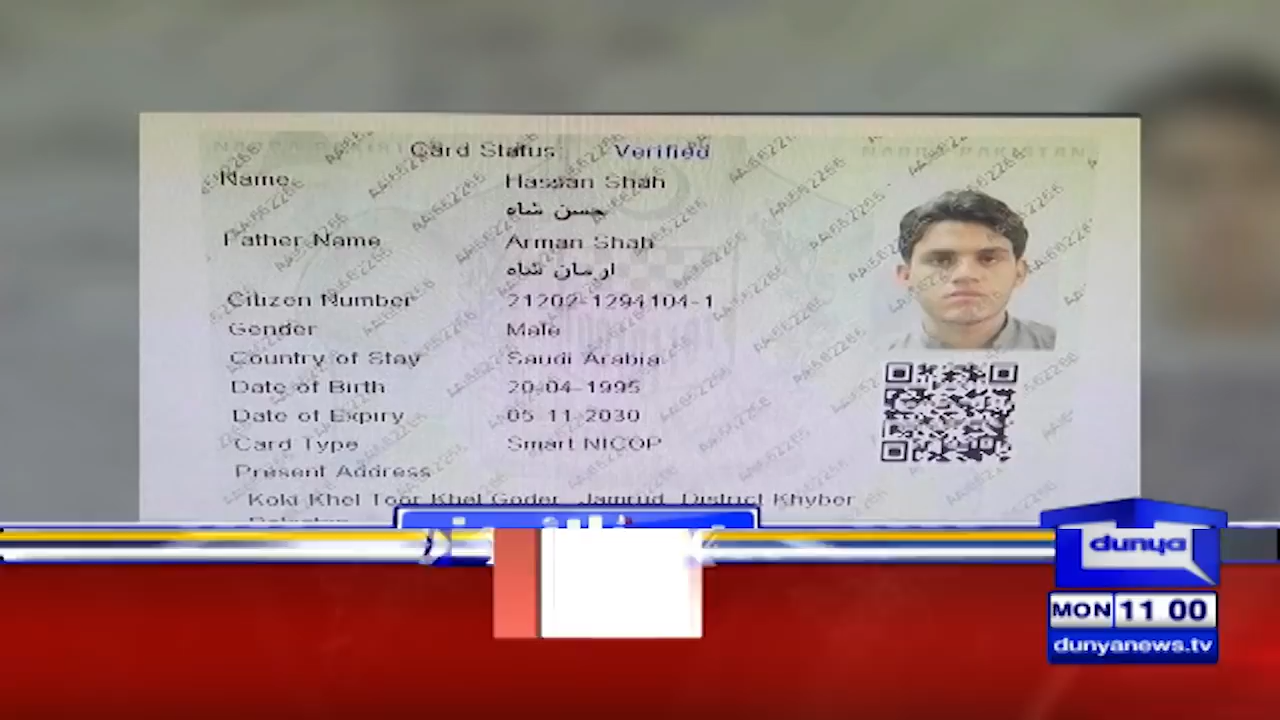 Card Status: Verified
Name Hassan Shah
حسن شاہ
Father Name Arman Shah
ارمان شاہ
Citizen Number 21202-1294104-1
Gender Male
Country of Stay Saudi Arabia
Date of Birth 20-04-1995
Date of Expiry 05-11-2030
Card Type Smart NICOP
Present Address
Koki Khel Toor Khel Goder, Jamrud, District Khyber
dunya
MON 11 00
dunyanews.tv